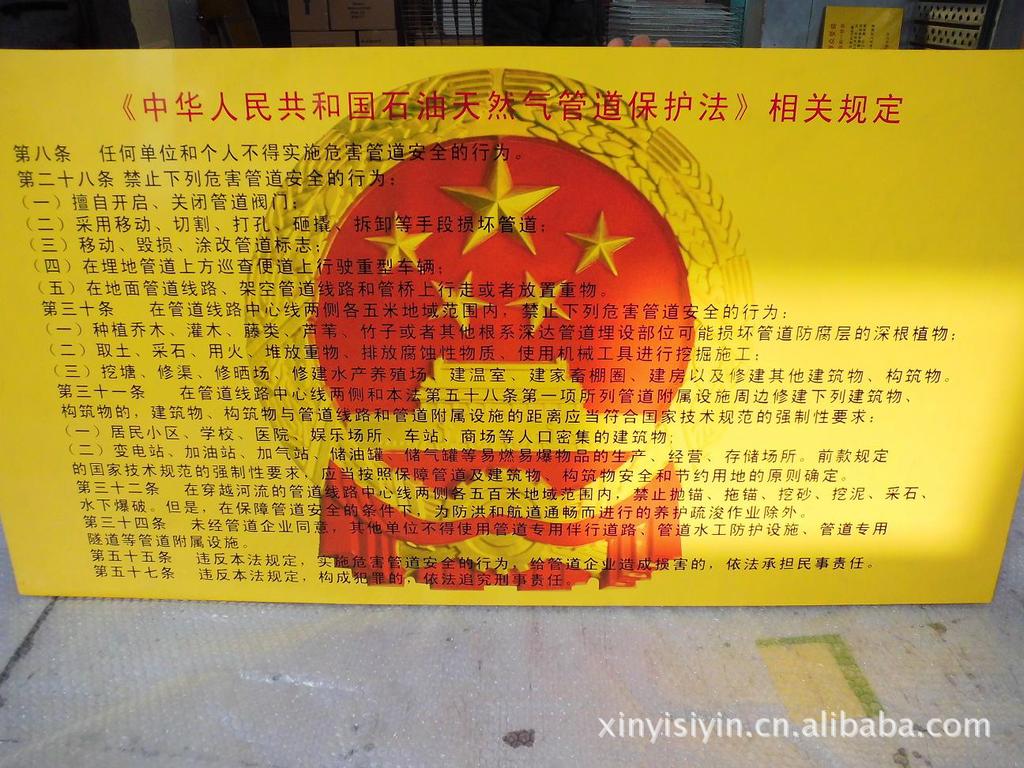 《中华人民共和国石油天然气管道保护法》相关规定
第八条 任何单位和个人不得实施危害管道安全的行为。
第二十八条 禁止下列危害管道安全的行为:
(一)擅自开启、关闭管道阀门;
(二)采用移动、切割、打孔、砸撬、拆卸等手段损坏管道;
(三)移动、毁损、涂改管道标志;
(四)在埋地管道上方巡查便道上行驶重型车辆;
(五)在地面管道线路、架空管道线路和管桥上行走或者放置重物。
第三十条 在管道线路中心线两侧各五米地域范围内,禁止下列危害管道安全的行为:
(一)种植乔木、灌木、藤类、芦苇、竹子或者其他根系深达管道埋设部位可能损坏管道防腐层的深根植物;
(二)取土、采石、用火、堆放重物、排放腐蚀性物质、使用机械工具进行挖掘施工;
(三)挖塘、修渠、修晒场、修建水产养殖场、建温室、建家畜棚圈、建房以及修建其他建筑物、构筑物。
第三十一条 在管道线路中心线两侧和本法第五十八条第一项所列管道附属设施周边修建下列建筑物、
构筑物的,建筑物、构筑物与管道线路和管道附属设施的距离应当符合国家技术规范的强制性要求:
(一)居民小区、学校、医院、娱乐场所、车站、商场等人口密集的建筑物;
(二)变电站、加油站、加气站、储油罐、储气罐等易燃易爆物品的生产、经营、存储场所。前款规定
的国家技术规范的强制性要求,应当按照保障管道及建筑物、构筑物安全和节约用地的原则确定。
第三十二条 在穿越河流的管道线路中心线两侧各五百米地域范围内,禁止抛锚、拖锚、挖砂、挖泥、采石、
水下爆破。但是,在保障管道安全的条件下,为防洪和航道通畅而进行的养护疏浚作业除外。
第三十四条 未经管道企业同意,其他单位不得使用管道专用伴行道路、管道水工防护设施、管道专用
隧道等管道附属设施。
第五十五条 违反本法规定,实施危害管道安全的行为,给管道企业造成损害的,依法承担民事责任。
第五十七条 违反本法规定,构成犯罪的,依法追究刑事责任。
xinyisiyin.cn.alibaba.com